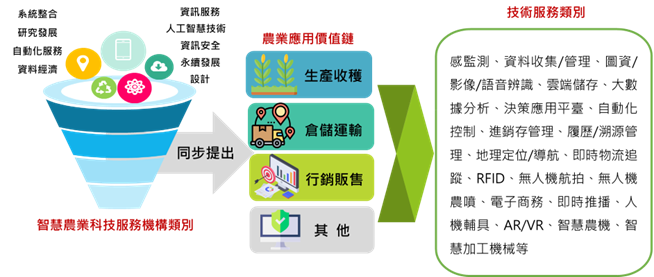 系統整合
研究發展
自動化服務
資料經濟
資訊服務
人工智慧技術
資訊安全
永續發展
設計
智慧農業科技服務機構類別
同步提出
農業應用價值鏈
生產收穫
倉儲運輸
行銷販售
其 他
技術服務類別
感監測、資料收集/管理、圖資/
影像/語音辨識、雲端儲存、大數
據分析、決策應用平臺、自動化
控制、進銷存管理、履歷/溯源管
理、地理定位/導航、即時物流追
蹤、RFID、無人機航拍、無人機
農噴、電子商務、即時推播、人
機輔具、AR/VR、智慧農機、智
慧加工機械等